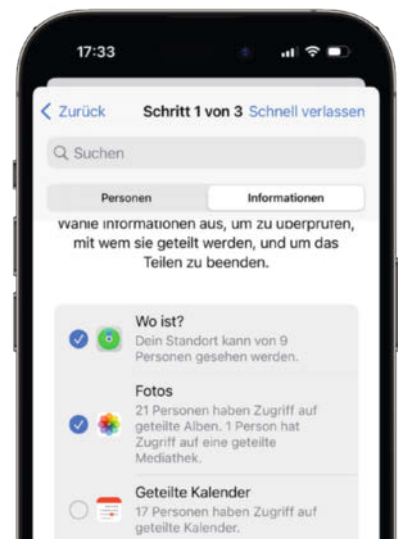 17:33
Zurück Schritt 1 von 3 Schnell verlassen
Suchen
Personen Informationen
Wähle Informationen aus, um zu überprüfen,
mit wem sie geteilt werden, und um das
Teilen zu beenden.
Wo ist?
Dein Standort kann von 9
Personen gesehen werden.
Fotos
21 Personen haben Zugriff auf
geteilte Alben. 1 Person hat
Zugriff auf eine geteilte
Mediathek.
Geteilte Kalender
17 Personen haben Zugriff auf
geteilte Kalender.